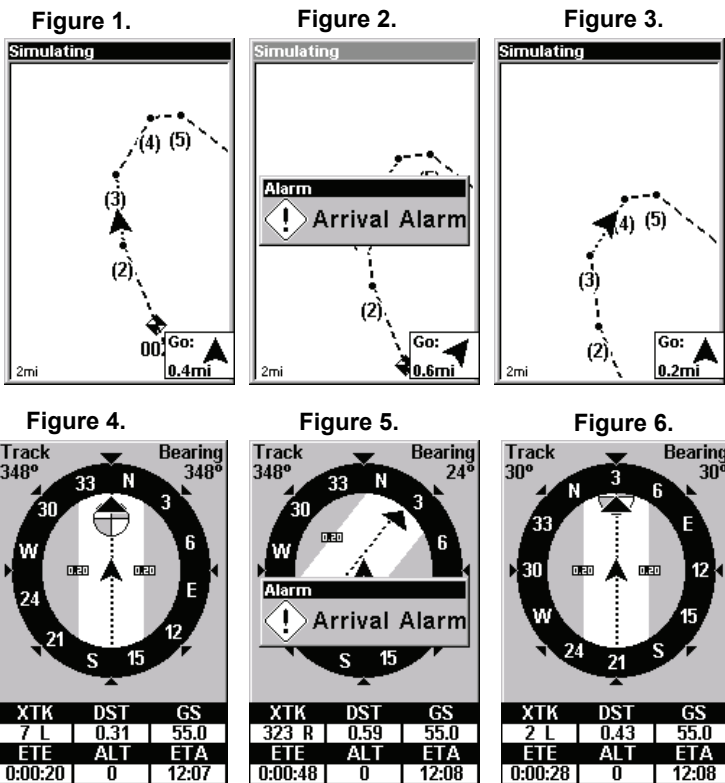 Figure 1.
Figure 2.
Figure 3.
Simulating
(4) (5)
(3)
(2)
Go:
0.4mi
2mi
Simulating
Alarm
Arrival Alarm
(2)
Go:
0.6mi
2mi
Simulating
(4) (5)
(3)
(2)
Go:
0.2mi
2mi
Figure 4.
Figure 5.
Figure 6.
Track Bearing
348° 348°
33 N 3
30 6
W E
24 12
21 S 15
0.20 0.20
XTK DST GS
7 L 0.31 55.0
ETE ALT ETA
0:00:20 0 12:07
Track Bearing
348° 24°
33 N 3
30 6
W
0.20
Alarm
Arrival Alarm
S 15
XTK DST GS
323 R 0.59 55.0
ETE ALT ETA
0:00:48 0 12:08
Track Bearing
30° 30°
N 3 6
33 E
30 12
W 15
24 21 S
0.20 0.20
XTK DST GS
2 L 0.43 55.0
ETE ALT ETA
0:00:28 0 12:08